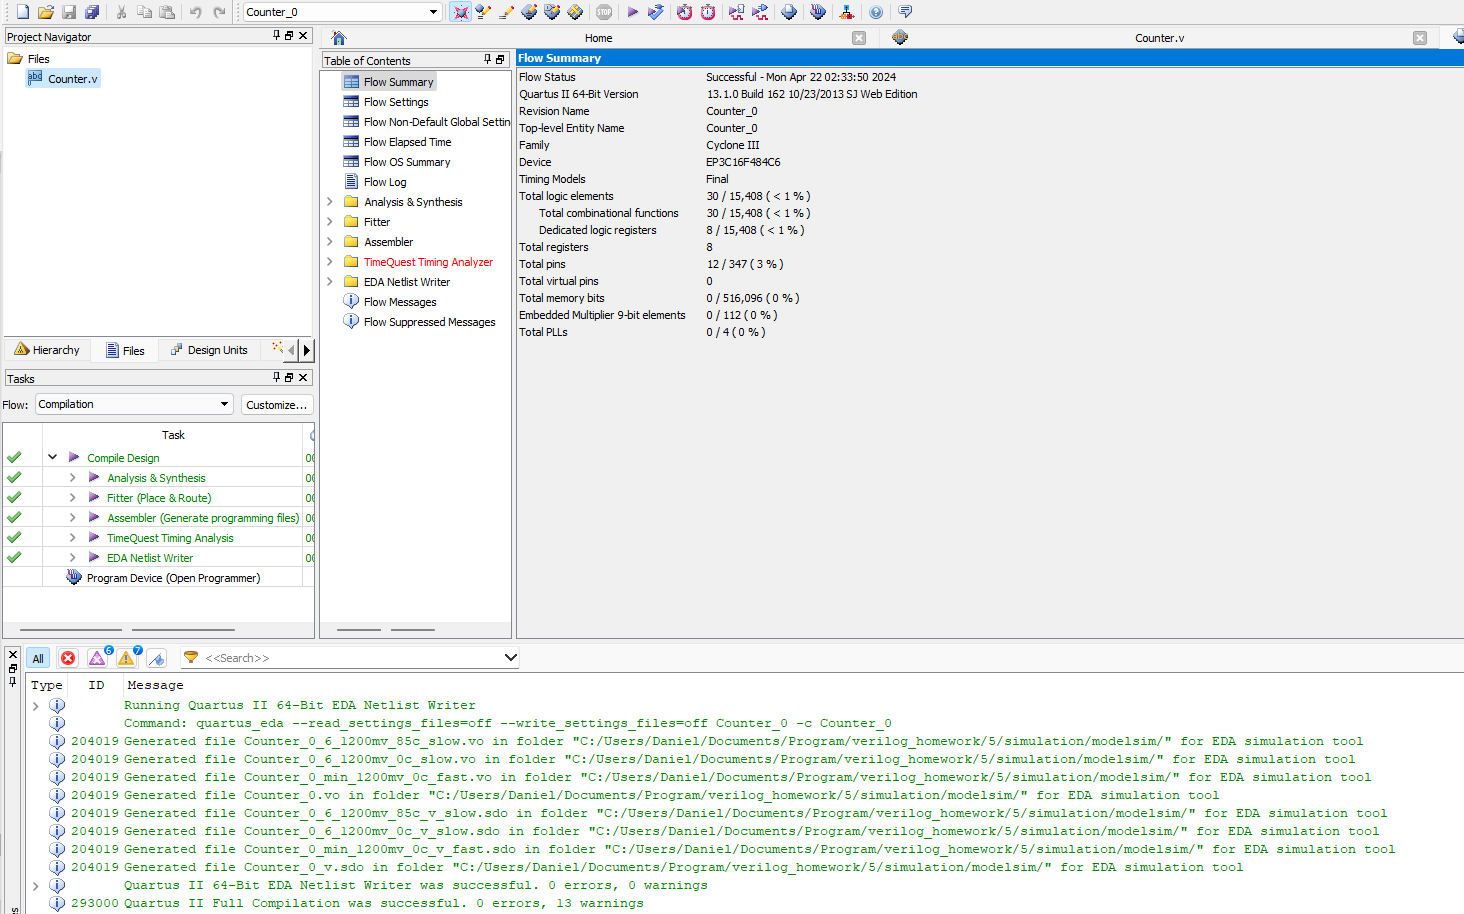 Counter_0
Project Navigator
Files
Counter.v
Hierarchy
Files
Design Units
Tasks
Flow:
Compilation
Customize...
Task
Compile Design
Analysis & Synthesis
Fitter (Place & Route)
Assembler (Generate programming files)
TimeQuest Timing Analysis
EDA Netlist Writer
Program Device (Open Programmer)
Home
Counter.v
Table of Contents
Flow Summary
Flow Settings
Flow Non-Default Global Settin
Flow Elapsed Time
Flow OS Summary
Flow Log
Analysis & Synthesis
Fitter
Assembler
TimeQuest Timing Analyzer
EDA Netlist Writer
Flow Messages
Flow Suppressed Messages
Flow Summary
Flow Status Successful - Mon Apr 22 02:33:50 2024
Quartus II 64-Bit Version 13.1.0 Build 162 10/23/2013 SJ Web Edition
Revision Name Counter_0
Top-level Entity Name Counter_0
Family Cyclone III
Device EP3C16F484C6
Timing Models Final
Total logic elements 30 / 15,408 ( < 1 % )
Total combinational functions 30 / 15,408 ( < 1 % )
Dedicated logic registers 8 / 15,408 ( < 1 % )
Total registers 8
Total pins 12 / 347 ( 3 % )
Total virtual pins 0
Total memory bits 0 / 516,096 ( 0 % )
Embedded Multiplier 9-bit elements 0 / 112 ( 0 % )
Total PLLs 0 / 4 ( 0 % )
All 6 7 <<Search>>
Type ID Message
Running Quartus II 64-Bit EDA Netlist Writer
Command: quartus_eda --read_settings_files=off --write_settings_files=off Counter_0 -c Counter_0
204019 Generated file Counter_0_6_1200mv_85c_slow.vo in folder "C:/Users/Daniel/Documents/Program/verilog_homework/5/simulation/modelsim/" for EDA simulation tool
204019 Generated file Counter_0_6_1200mv_0c_slow.vo in folder "C:/Users/Daniel/Documents/Program/verilog_homework/5/simulation/modelsim/" for EDA simulation tool
204019 Generated file Counter_0_min_1200mv_0c_fast.vo in folder "C:/Users/Daniel/Documents/Program/verilog_homework/5/simulation/modelsim/" for EDA simulation tool
204019 Generated file Counter_0.vo in folder "C:/Users/Daniel/Documents/Program/verilog_homework/5/simulation/modelsim/" for EDA simulation tool
204019 Generated file Counter_0_6_1200mv_85c_v_slow.sdo in folder "C:/Users/Daniel/Documents/Program/verilog_homework/5/simulation/modelsim/" for EDA simulation tool
204019 Generated file Counter_0_6_1200mv_0c_v_slow.sdo in folder "C:/Users/Daniel/Documents/Program/verilog_homework/5/simulation/modelsim/" for EDA simulation tool
204019 Generated file Counter_0_min_1200mv_0c_v_fast.sdo in folder "C:/Users/Daniel/Documents/Program/verilog_homework/5/simulation/modelsim/" for EDA simulation tool
204019 Generated file Counter_0_v.sdo in folder "C:/Users/Daniel/Documents/Program/verilog_homework/5/simulation/modelsim/" for EDA simulation tool
Quartus II 64-Bit EDA Netlist Writer was successful. 0 errors, 0 warnings
293000 Quartus II Full Compilation was successful. 0 errors, 13 warnings